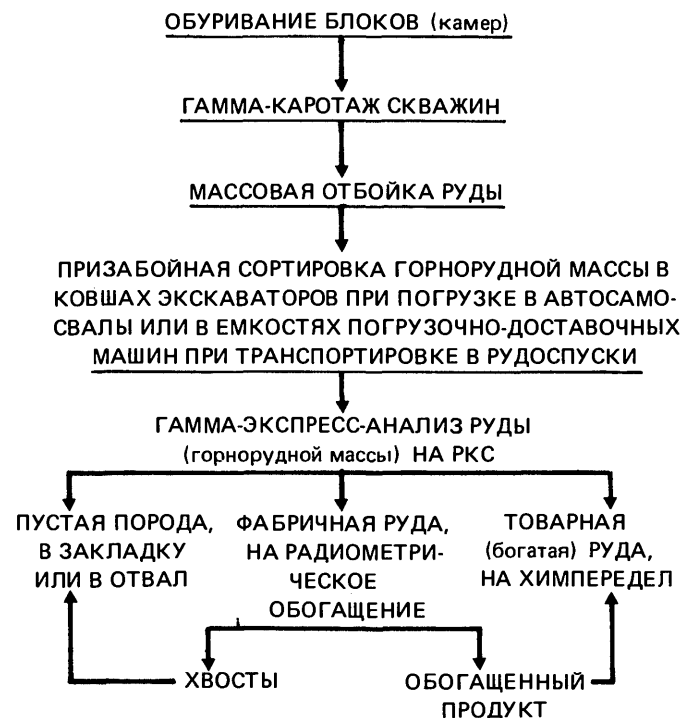 ОБУРИВАНИЕ БЛОКОВ (камер)
ГАММА-КАРОТАЖ СКВАЖИН
МАССОВАЯ ОТБОЙКА РУДЫ
ПРИЗАБОЙНАЯ СОРТИРОВКА ГОРНОРУДНОЙ МАССЫ В
КОВШАХ ЭКСКАВАТОРОВ ПРИ ПОГРУЗКЕ В АВТОСАМО-
СВАЛЫ ИЛИ В ЕМКОСТЯХ ПОГРУЗОЧНО-ДОСТАВОЧНЫХ
МАШИН ПРИ ТРАНСПОРТИРОВКЕ В РУДОСПУСКИ
ГАММА-ЭКСПРЕСС-АНАЛИЗ РУДЫ
(горнорудной массы) НА РКС
ПУСТАЯ ПОРОДА,
В ЗАКЛАДКУ
ИЛИ В ОТВАЛ
ФАБРИЧНАЯ РУДА,
НА РАДИОМЕТРИ-
ЧЕСКОЕ
ОБОГАЩЕНИЕ
ТОВАРНАЯ
(богатая) РУДА,
НА ХИМПЕРЕДЕЛ
ХВОСТЫ
ОБОГАЩЕННЫЙ
ПРОДУКТ